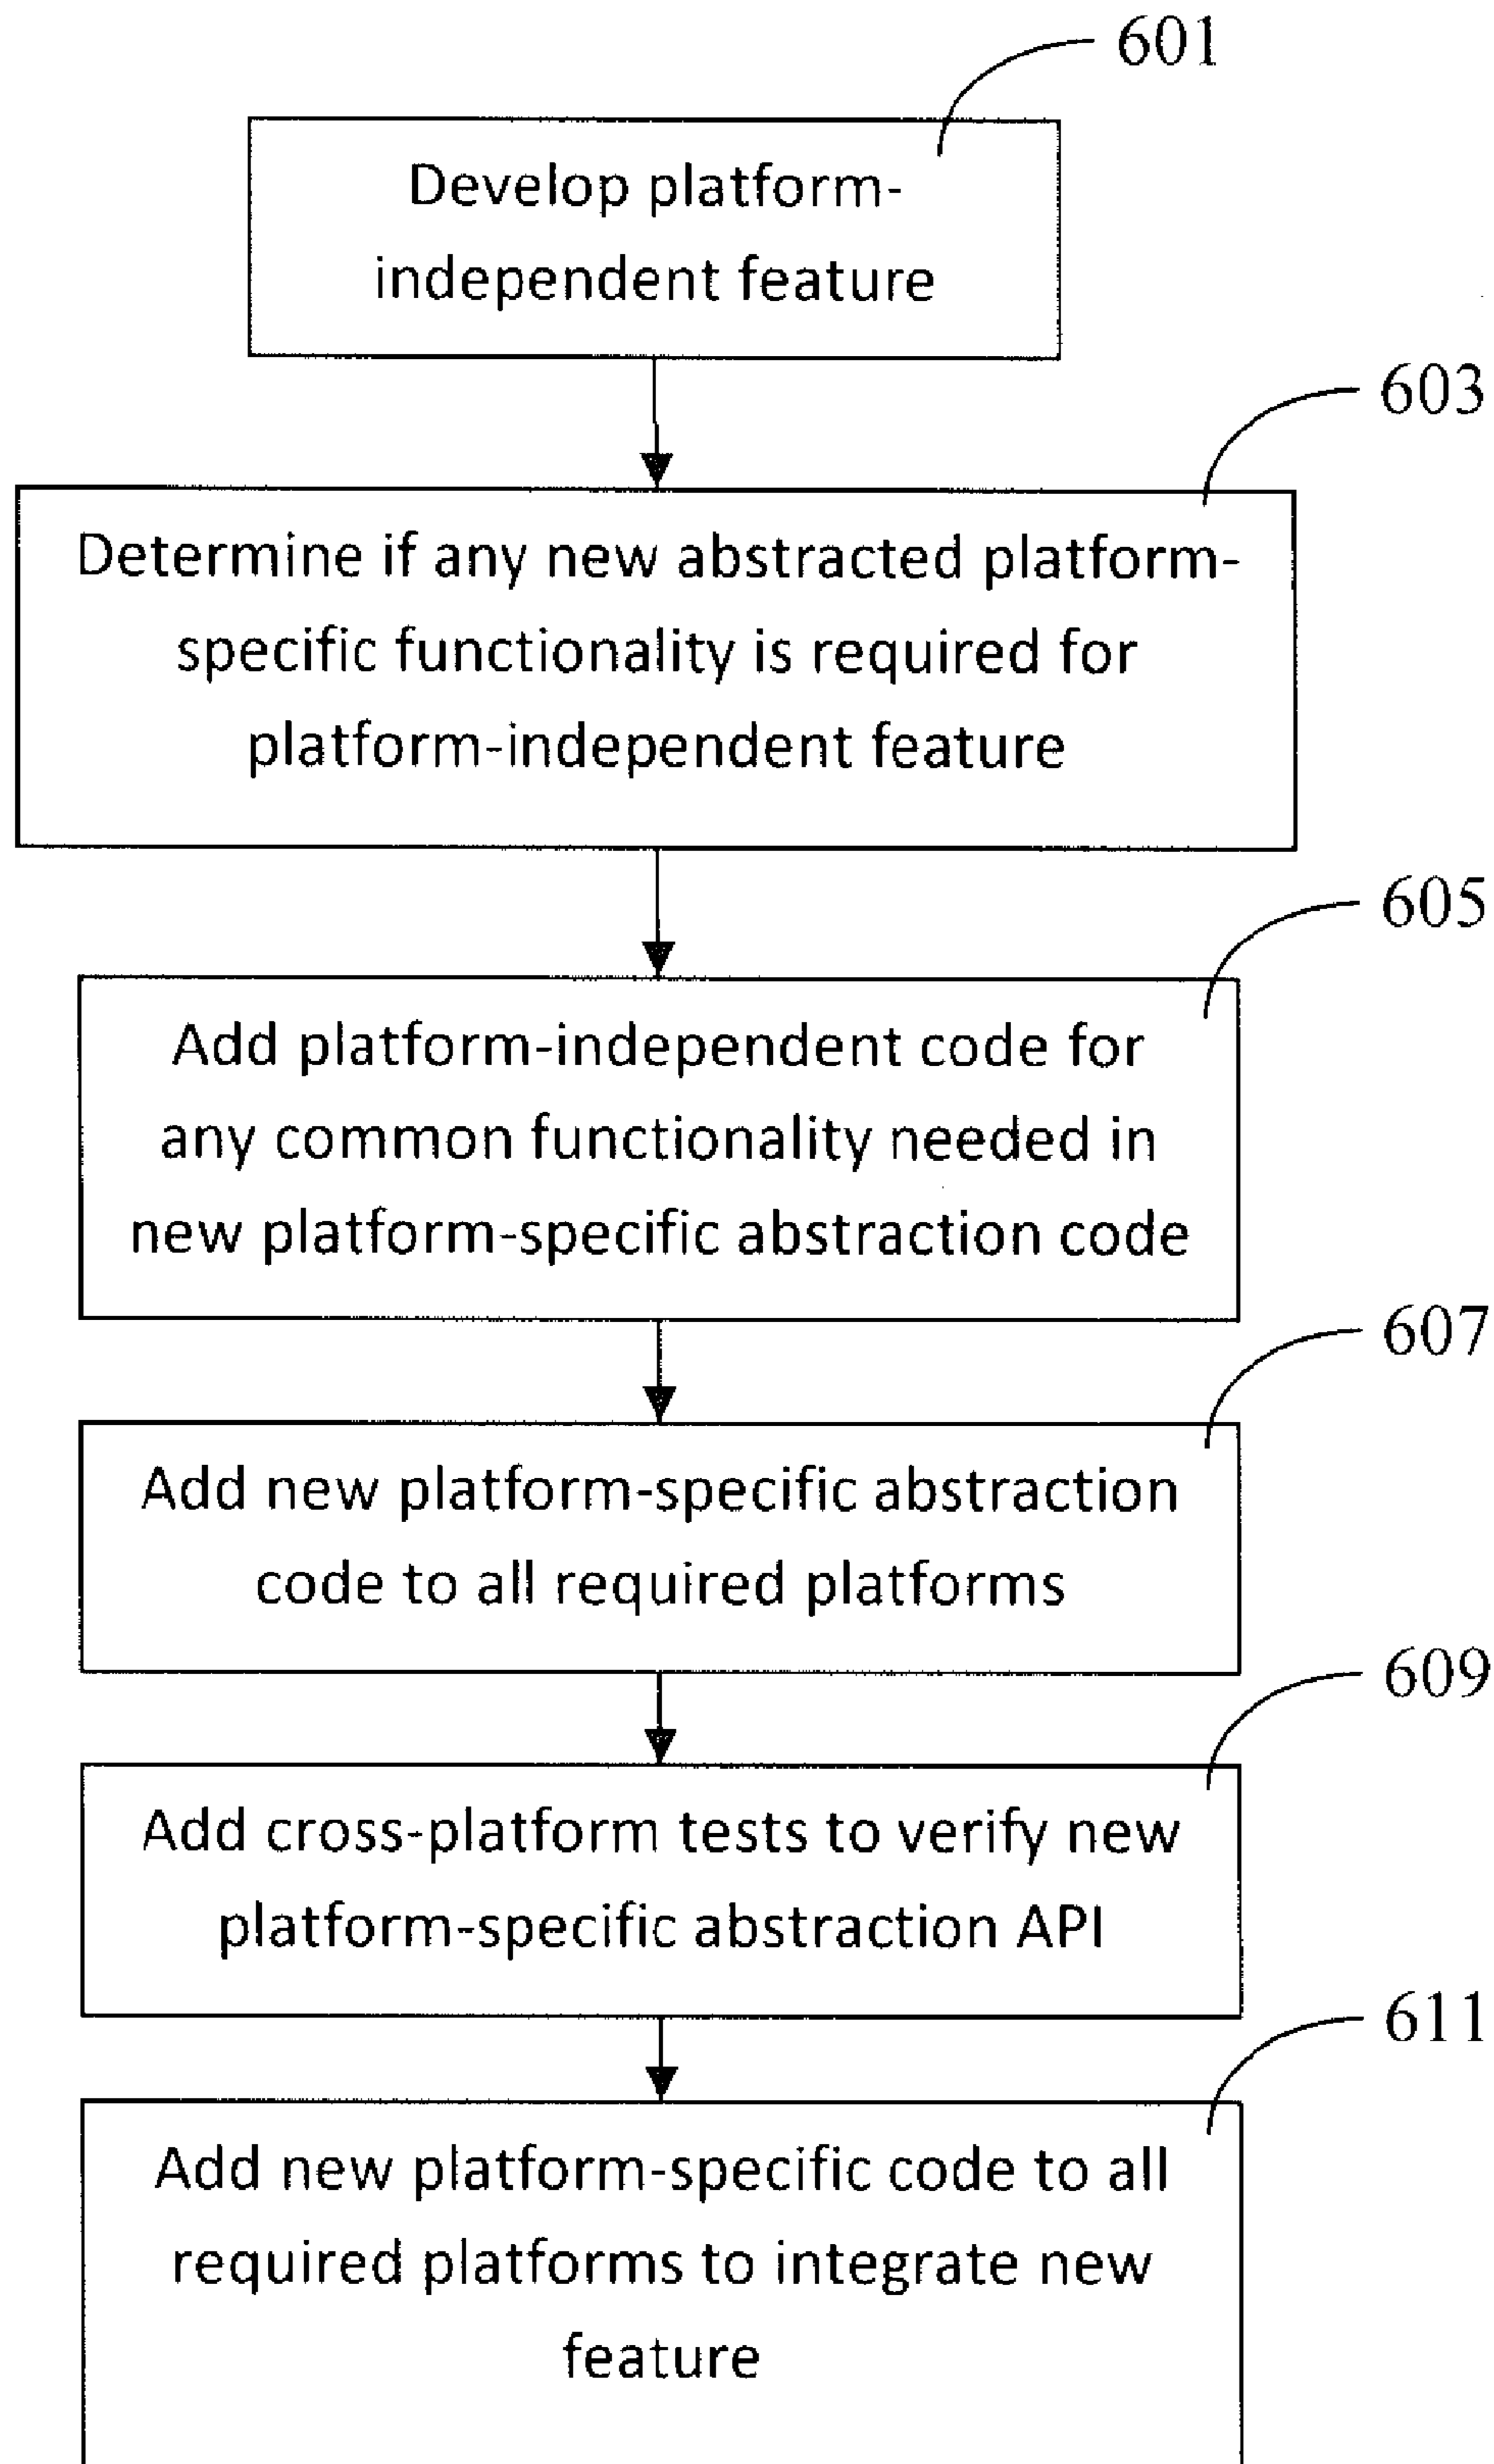 601
Develop platform-
independent feature
603
Determine if any new abstracted platform-
specific functionality is required for
platform-independent feature
605
Add platform-independent code for
any common functionality needed in
new platform-specific abstraction code
607
Add new platform-specific abstraction
code to all required platforms
609
Add cross-platform tests to verify new
platform-specific abstraction API
611
Add new platform-specific code to all
required platforms to integrate new
feature